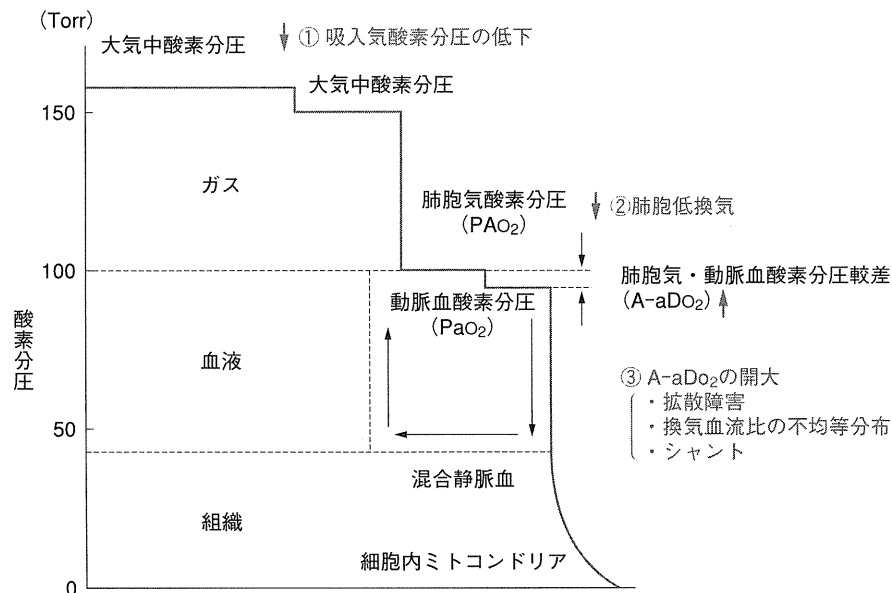 (Torr)
大気中酸素分圧
① 吸入気酸素分圧の低下
大気中酸素分圧
150
ガス
肺胞気酸素分圧
(PAO₂)
②肺胞低換気
100
肺胞気・動脈血酸素分圧較差
(A-aDO₂)
動脈血酸素分圧
(PaO₂)
酸素分圧
血液
③ A-aDo₂の開大
・拡散障害
・換気血流比の不均等分布
・シャント
50
混合静脈血
組織
細胞内ミトコンドリア
0